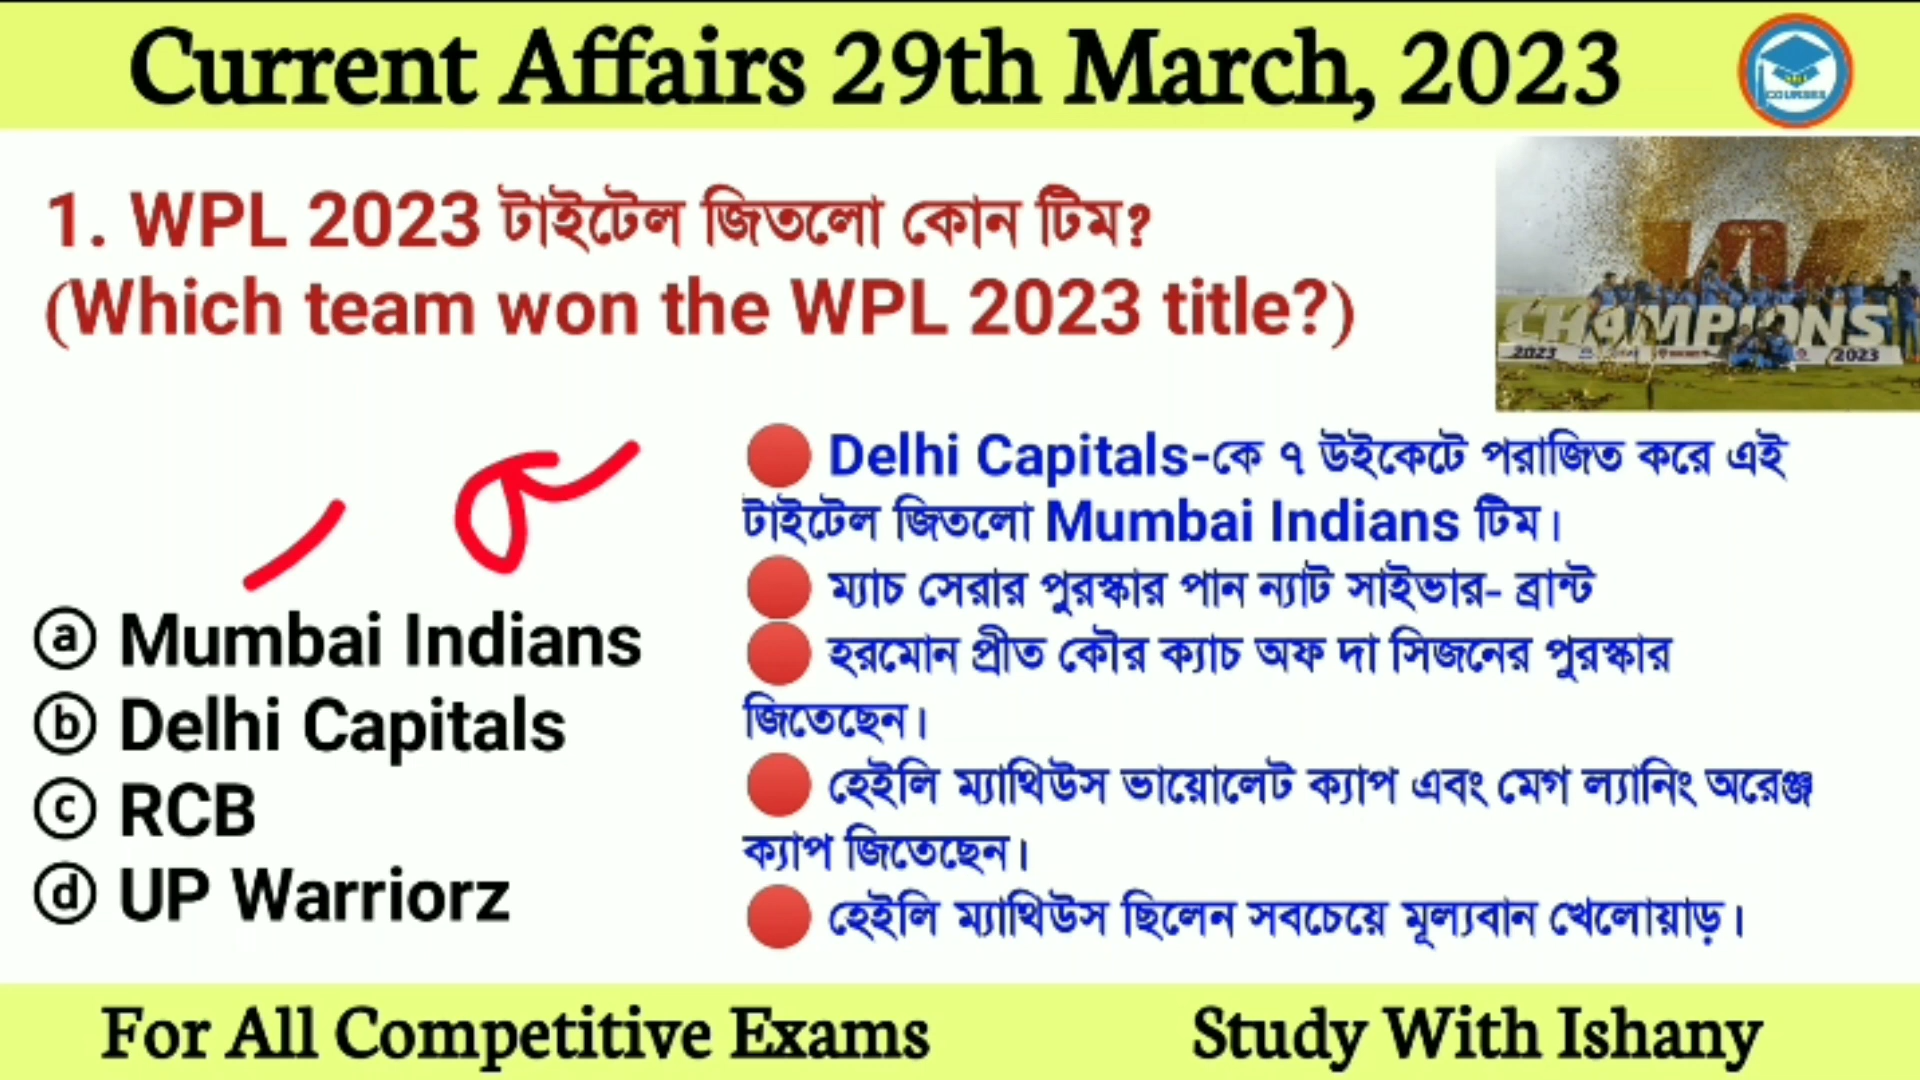 Current Affairs 29th March, 2023
COURSES
1. WPL 2023 টাইটেল জিতলো কোন টিম?
(Which team won the WPL 2023 title?)
CHAMPIONS
2023
2023
ⓐ Mumbai Indians
ⓑ Delhi Capitals
ⓒ RCB
ⓓ UP Warriorz
🔴 Delhi Capitals-কে ৭ উইকেটে পরাজিত করে এই
টাইটেল জিতলো Mumbai Indians টিম।
🔴 ম্যাচ সেরার পুরস্কার পান ন্যাট সাইভার- ব্রান্ট
🔴 হরমোন প্রীত কৌর ক্যাচ অফ দা সিজনের পুরস্কার
জিতেছেন।
🔴 হেইলি ম্যাথিউস ভায়োলেট ক্যাপ এবং মেগ ল্যানিং অরেঞ্জ
ক্যাপ জিতেছেন।
🔴 হেইলি ম্যাথিউস ছিলেন সবচেয়ে মূল্যবান খেলোয়াড়।
For All Competitive Exams
Study With Ishany